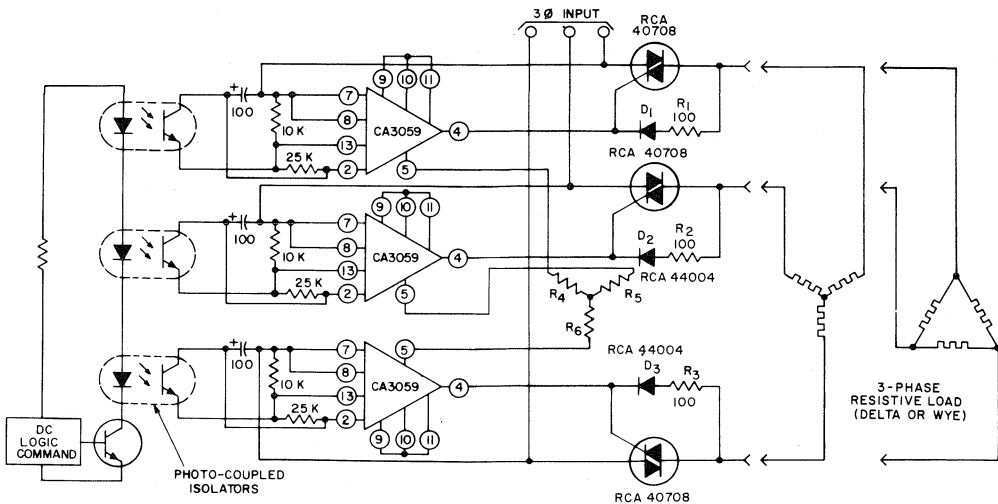 3Ø INPUT
RCA
40708
+
100
10 K
25 K
7
8
13
2
9
10
11
CA3059
5
4
D1
R1
100
RCA 40708
+
100
10 K
25 K
7
8
13
2
9
10
11
CA3059
5
4
D2
R2
100
RCA 44004
R4
R5
R6
+
100
10 K
25 K
7
8
13
2
5
CA3059
9
10
11
4
RCA 44004
D3
R3
100
RCA 40708
DC
LOGIC
COMMAND
PHOTO-COUPLED
ISOLATORS
3-PHASE
RESISTIVE LOAD
(DELTA OR WYE)